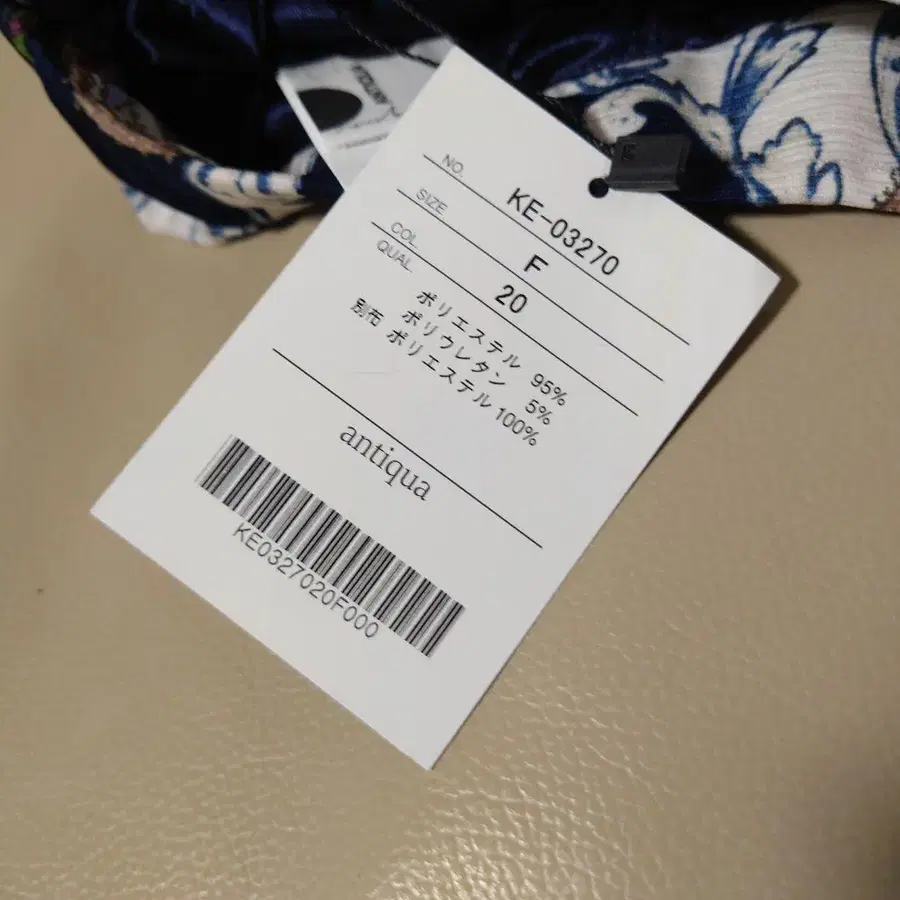 NO. KE-03270
SIZE F
COL. 20
QUAL. ポリエステル 95%
ポリウレタン 5%
別布 ポリエステル 100%
antiqua
KE0327020F000